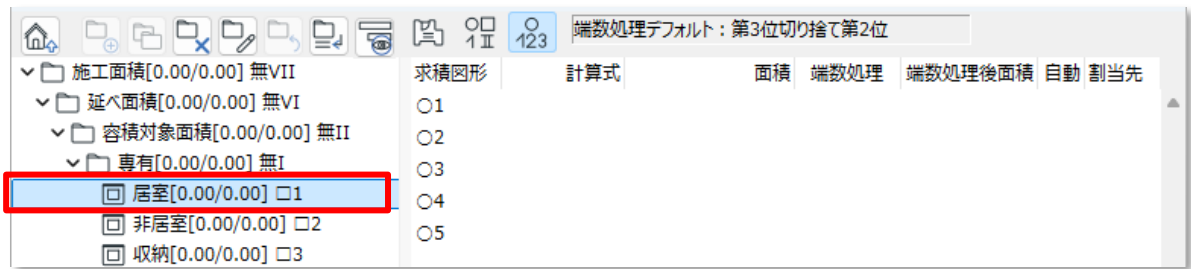 1 II
123
端数処理デフォルト：第3位切り捨て第2位
施工面積[0.00/0.00] 無VII
延べ面積[0.00/0.00] 無VI
容積対象面積[0.00/0.00] 無II
専有[0.00/0.00] 無I
居室[0.00/0.00] □1
非居室[0.00/0.00] □2
収納[0.00/0.00] □3
求積図形 計算式 面積 端数処理 端数処理後面積 自動 割当先
○1
○2
○3
○4
○5